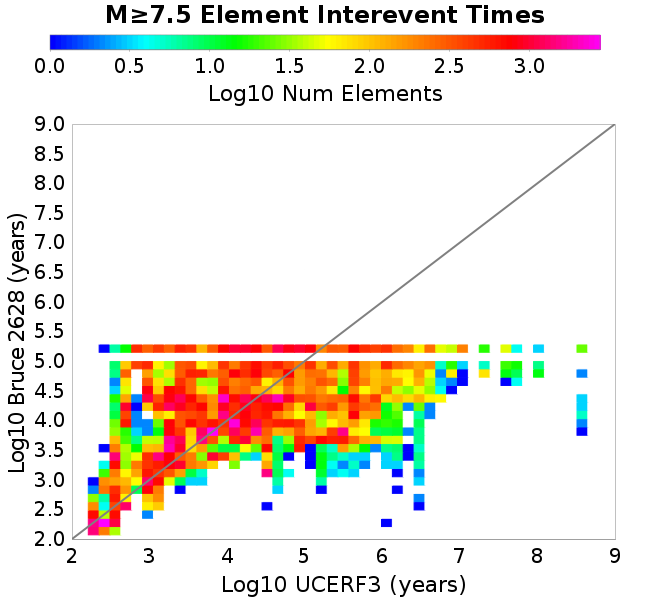 M≥7.5 Element Interevent Times
0.0 0.5 1.0 1.5 2.0 2.5 3.0
Log10 Num Elements
9.0
8.5
8.0
7.5
7.0
6.5
6.0
5.5
5.0
4.5
4.0
3.5
3.0
2.5
2.0
Log10 Bruce 2628 (years)
2 3 4 5 6 7 8 9
Log10 UCERF3 (years)